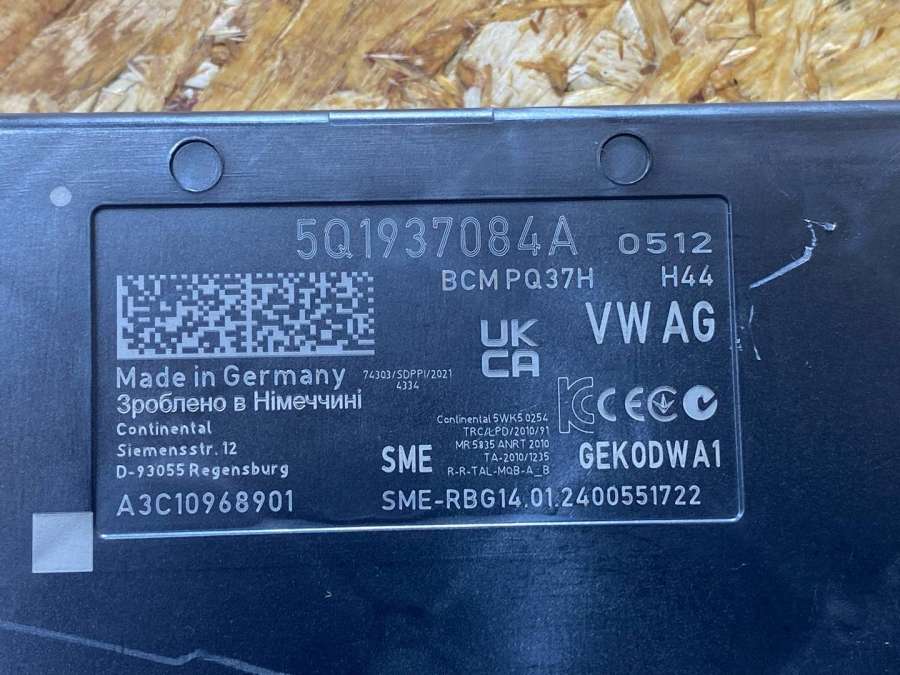 5Q1937084A 0512
BCM PQ37H H44
VW AG
UK
CA
Made in Germany
74303/SDPPI/2021
4334
Зроблено в Німеччині
Continental
Siemensstr. 12
D-93055 Regensburg
A3C10968901
SME
Continental 5WK5 0254
TRC/LPD/2010/91
MR 5835 ANRT 2010
TA-2010/1235
R-R-TAL-MQB-A_B
CE
GEK0DWA1
SME-RBG14.01.2400551722